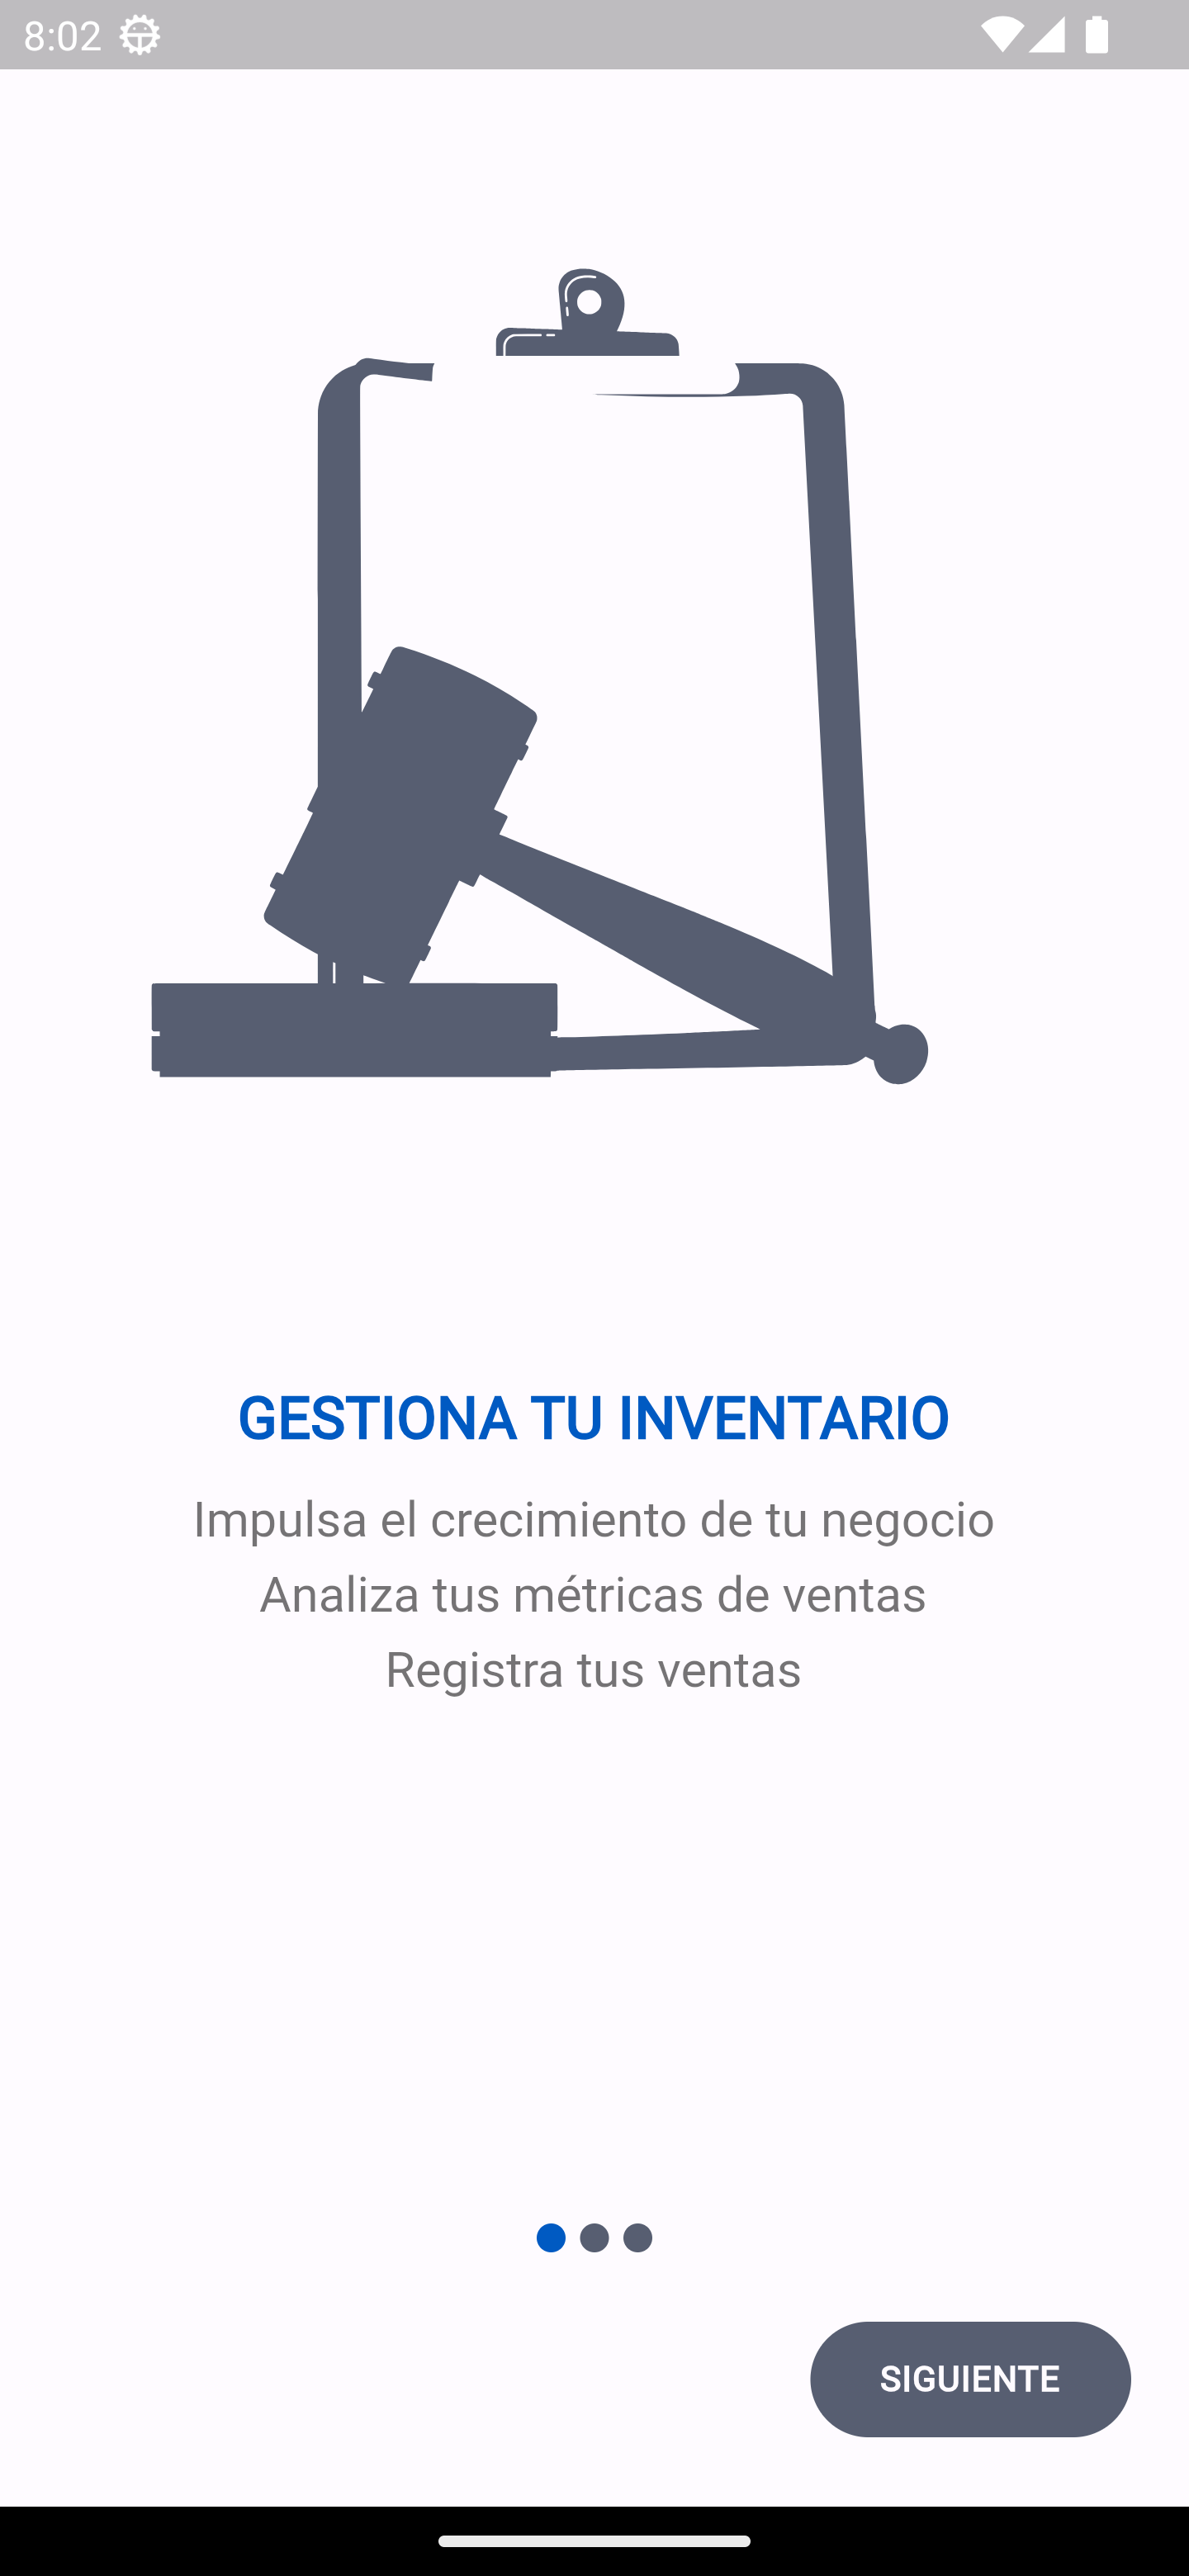 8:02
GESTIONA TU INVENTARIO
Impulsa el crecimiento de tu negocio
Analiza tus métricas de ventas
Registra tus ventas
SIGUIENTE